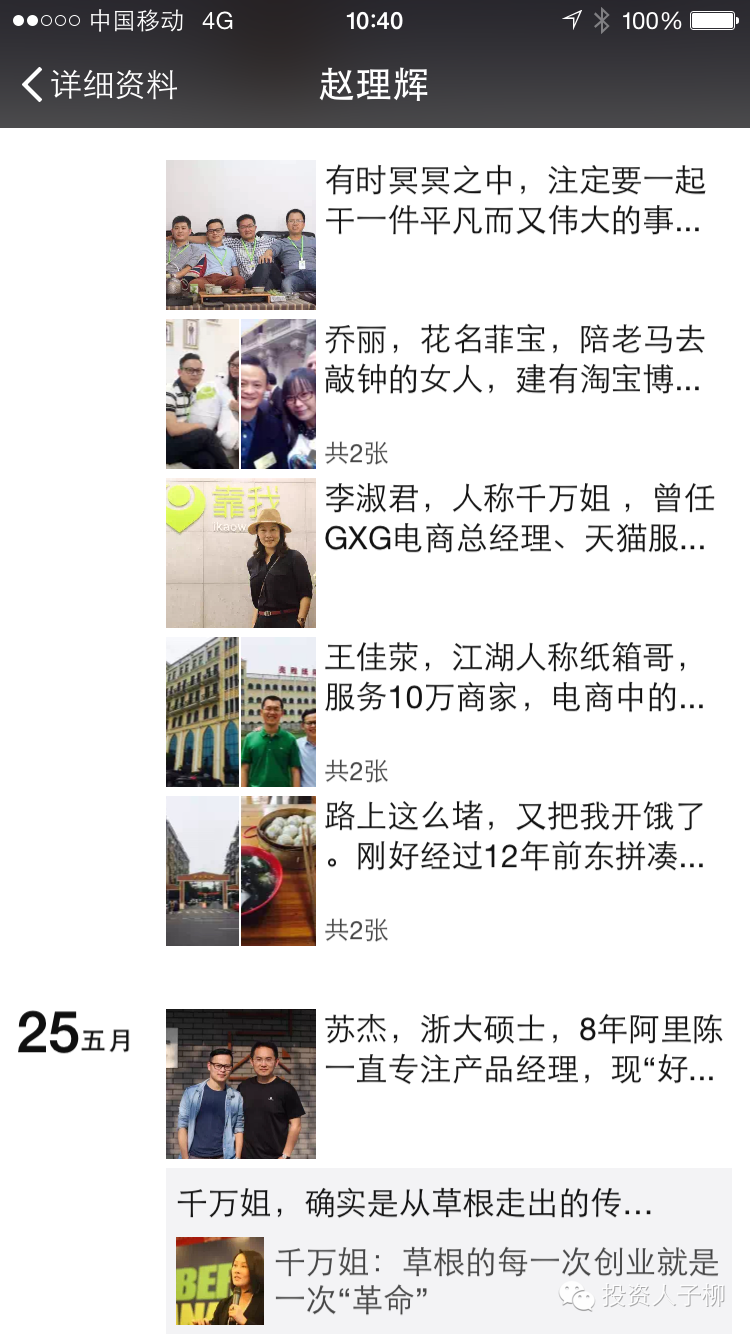 中国移动 4G 10:40 100%
详细资料 赵理辉
有时冥冥之中，注定要一起
干一件平凡而又伟大的事...
乔丽，花名菲宝，陪老马去
敲钟的女人，建有淘宝博...
共2张
靠我
李淑君，人称千万姐 ，曾任
GXG电商总经理、天猫服...
王佳荥，江湖人称纸箱哥，
服务10万商家，电商中的...
共2张
路上这么堵，又把我开饿了
。刚好经过12年前东拼凑...
共2张
25五月
苏杰，浙大硕士，8年阿里陈
一直专注产品经理，现“好...
千万姐，确实是从草根走出的传...
千万姐：草根的每一次创业就是
一次“革命”
投资人子柳